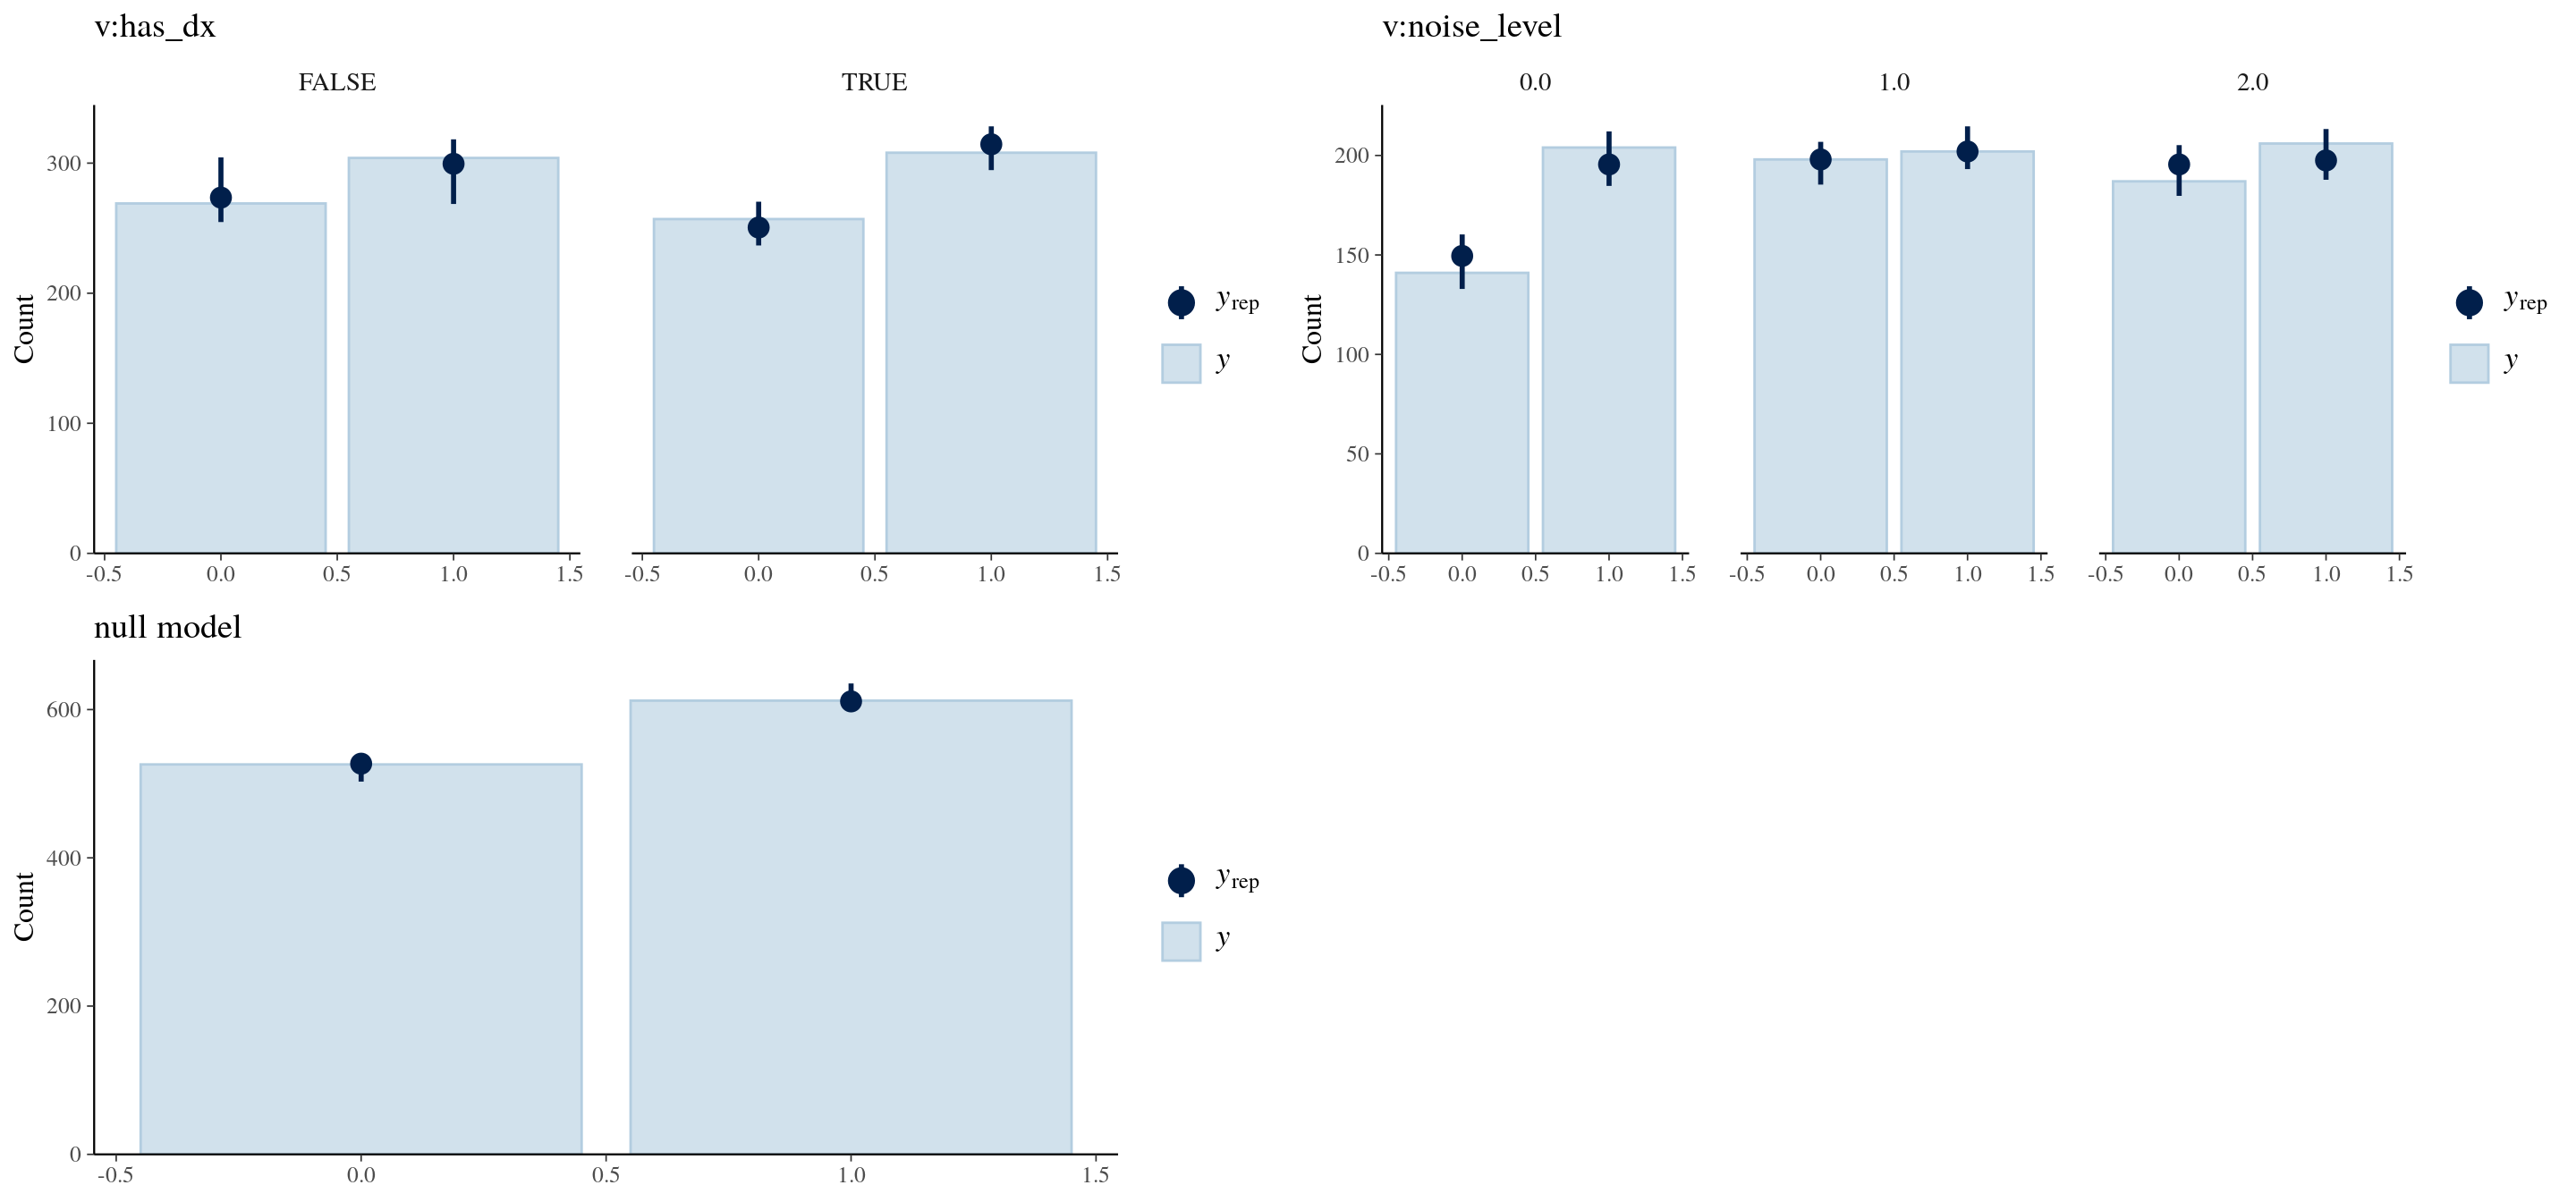 v:has_dx
FALSE TRUE
Count
300
200
100
0
-0.5 0.0 0.5 1.0 1.5 -0.5 0.0 0.5 1.0 1.5
yrep
y
v:noise_level
0.0 1.0 2.0
Count
200
150
100
50
0
-0.5 0.0 0.5 1.0 1.5 -0.5 0.0 0.5 1.0 1.5 -0.5 0.0 0.5 1.0 1.5
yrep
y
null model
Count
600
400
200
0
-0.5 0.0 0.5 1.0 1.5
yrep
y